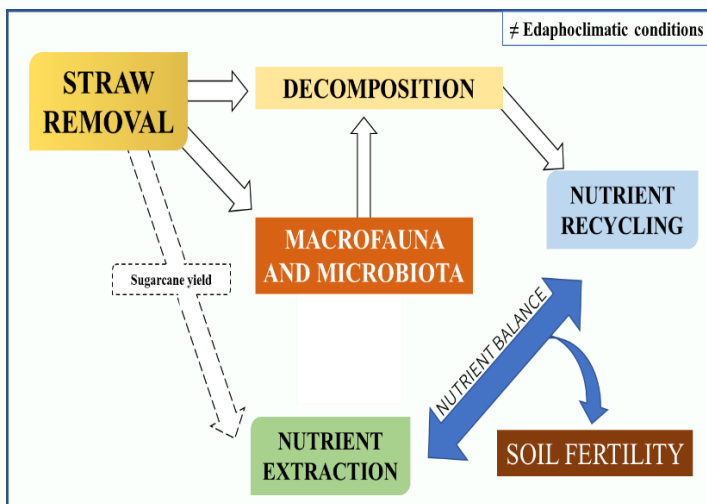 ≠ Edaphoclimatic conditions
STRAW
REMOVAL
DECOMPOSITION
NUTRIENT
RECYCLING
MACROFAUNA
AND MICROBIOTA
Sugarcane yield
NUTRIENT BALANCE
NUTRIENT
EXTRACTION
SOIL FERTILITY